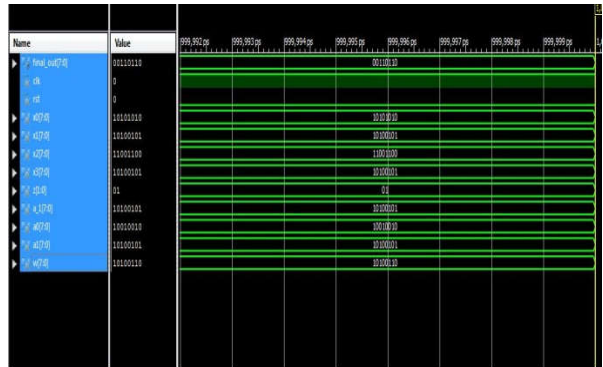 Name Value 999,992 ps 999,993 ps 999,994 ps 999,995 ps 999,996 ps 999,997 ps 999,998 ps 999,999 ps
final_out[7:0] 00110110 00110110
clk 0
rst 0
x0[7:0] 10101010 10101010
x1[7:0] 10100101 10100101
x2[7:0] 11001100 11001100
x3[7:0] 10100101 10100101
01 01
a_1[7:0] 10100101 10100101
a0[7:0] 10010010 10010010
a1[7:0] 10100101 10100101
w[7:0] 10100110 10100110